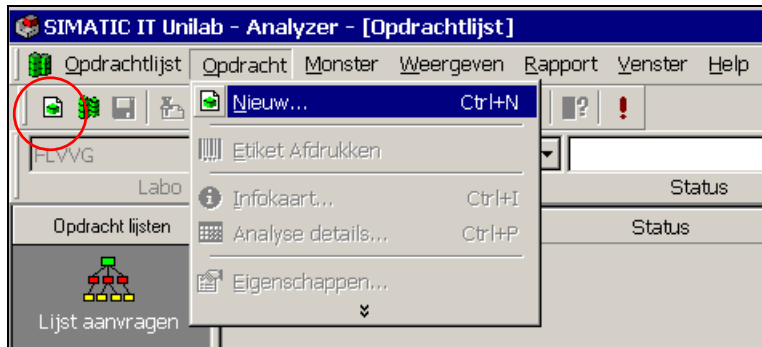 SIMATIC IT Unilab - Analyzer - [Opdrachtlijst]
Opdrachtlijst Opdracht Monster Weergeven Rapport Venster Help
Nieuw... Ctrl+N
FLVVG
Etiket Afdrukken
Labo Status
Infokaart... Ctrl+I
Opdracht lijsten Status
Analyse details... Ctrl+P
Eigenschappen...
Lijst aanvragen